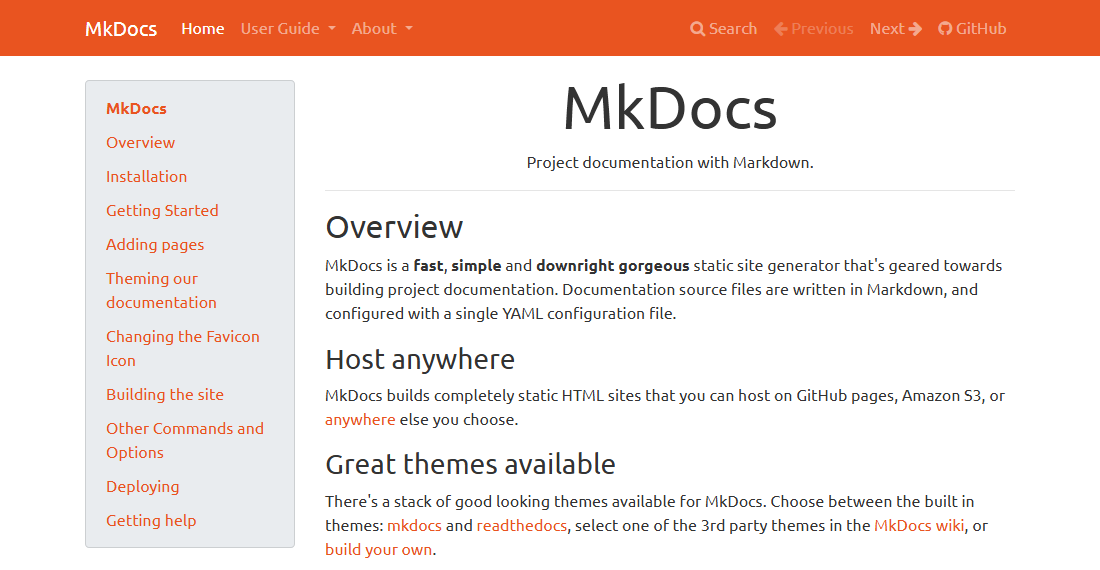 MkDocs Home User Guide About Search Previous Next GitHub
MkDocs
Overview
Installation
Getting Started
Adding pages
Theming our
documentation
Changing the Favicon
Icon
Building the site
Other Commands and
Options
Deploying
Getting help
MkDocs
Project documentation with Markdown.
Overview
MkDocs is a fast, simple and downright gorgeous static site generator that's geared towards
building project documentation. Documentation source files are written in Markdown, and
configured with a single YAML configuration file.
Host anywhere
MkDocs builds completely static HTML sites that you can host on GitHub pages, Amazon S3, or
anywhere else you choose.
Great themes available
There's a stack of good looking themes available for MkDocs. Choose between the built in
themes: mkdocs and readthedocs, select one of the 3rd party themes in the MkDocs wiki, or
build your own.